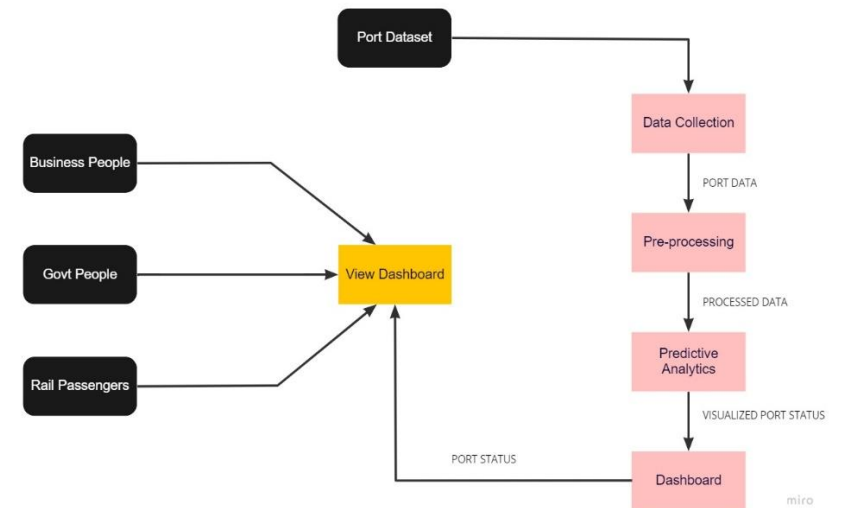 Port Dataset
Data Collection
Business People
PORT DATA
Pre-processing
Govt People
View Dashboard
PROCESSED DATA
Predictive
Analytics
Rail Passengers
VISUALIZED PORT STATUS
PORT STATUS
Dashboard
miro